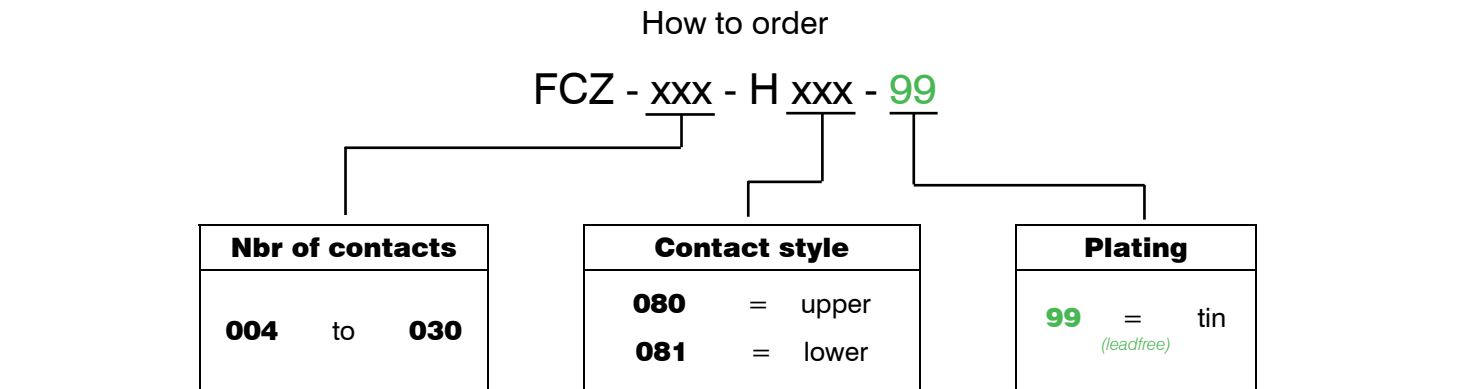 How to order
FCZ - xxx - H xxx - 99
Nbr of contacts
004 to 030
Contact style
080 = upper
081 = lower
Plating
99 = tin
(leadfree)